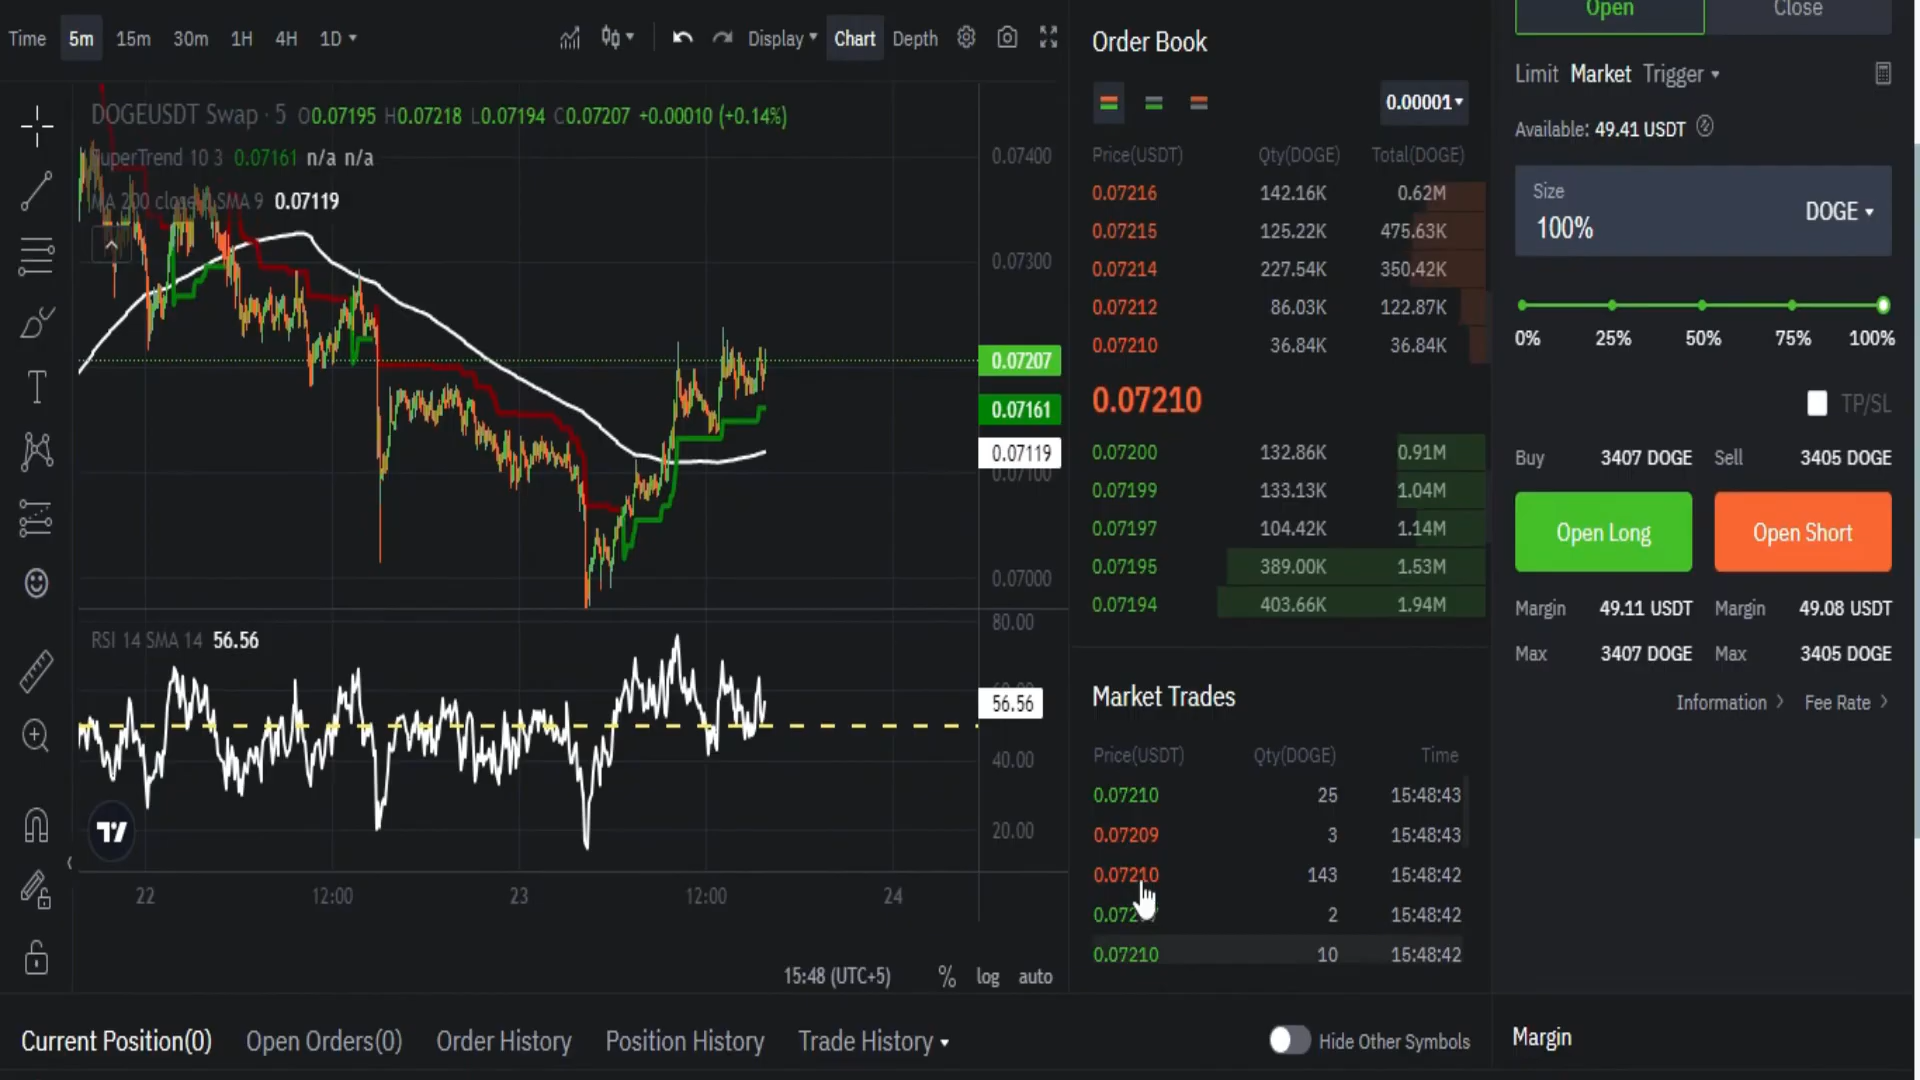 Time 5m 15m 30m 1H 4H 1D Display Chart Depth
DOGEUSDT Swap · 5 O0.07195 H0.07218 L0.07194 C0.07207 +0.00010 (+0.14%)
SuperTrend 10 3 0.07161 n/a n/a
MA 200 close 0 SMA 9 0.07119
0.07400
0.07300
0.07207
0.07161
0.07119
0.07100
0.07000
RSI 14 SMA 14 56.56
80.00
56.56
40.00
20.00
22 12:00 23 12:00 24
15:48 (UTC+5) % log auto
Order Book
0.00001
Price(USDT) Qty(DOGE) Total(DOGE)
0.07216 142.16K 0.62M
0.07215 125.22K 475.63K
0.07214 227.54K 350.42K
0.07212 86.03K 122.87K
0.07210 36.84K 36.84K
0.07210
0.07200 132.86K 0.91M
0.07199 133.13K 1.04M
0.07197 104.42K 1.14M
0.07195 389.00K 1.53M
0.07194 403.66K 1.94M
Market Trades
Price(USDT) Qty(DOGE) Time
0.07210 25 15:48:43
0.07209 3 15:48:43
0.07210 143 15:48:42
2 15:48:42
0.07210 10 15:48:42
Open Close
Limit Market Trigger
Available: 49.41 USDT
Size
100% DOGE
0% 25% 50% 75% 100%
TP/SL
Buy 3407 DOGE Sell 3405 DOGE
Open Long Open Short
Margin 49.11 USDT Margin 49.08 USDT
Max 3407 DOGE Max 3405 DOGE
Information Fee Rate
Current Position(0) Open Orders(0) Order History Position History Trade History Hide Other Symbols
Margin